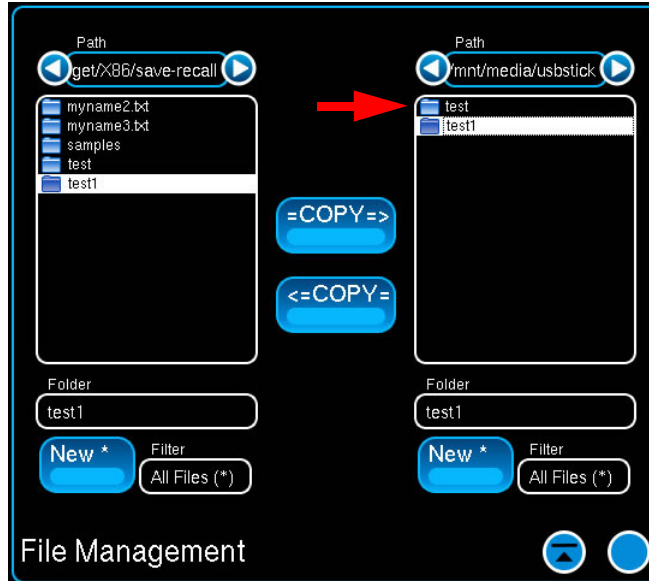 Path
get/X86/save-recall
myname2.txt
myname3.txt
samples
test
test1
Folder
test1
New *
Filter
All Files (*)
=COPY=>
<=COPY=
Path
/mnt/media/usbstick
test
test1
Folder
test1
New *
Filter
All Files (*)
File Management